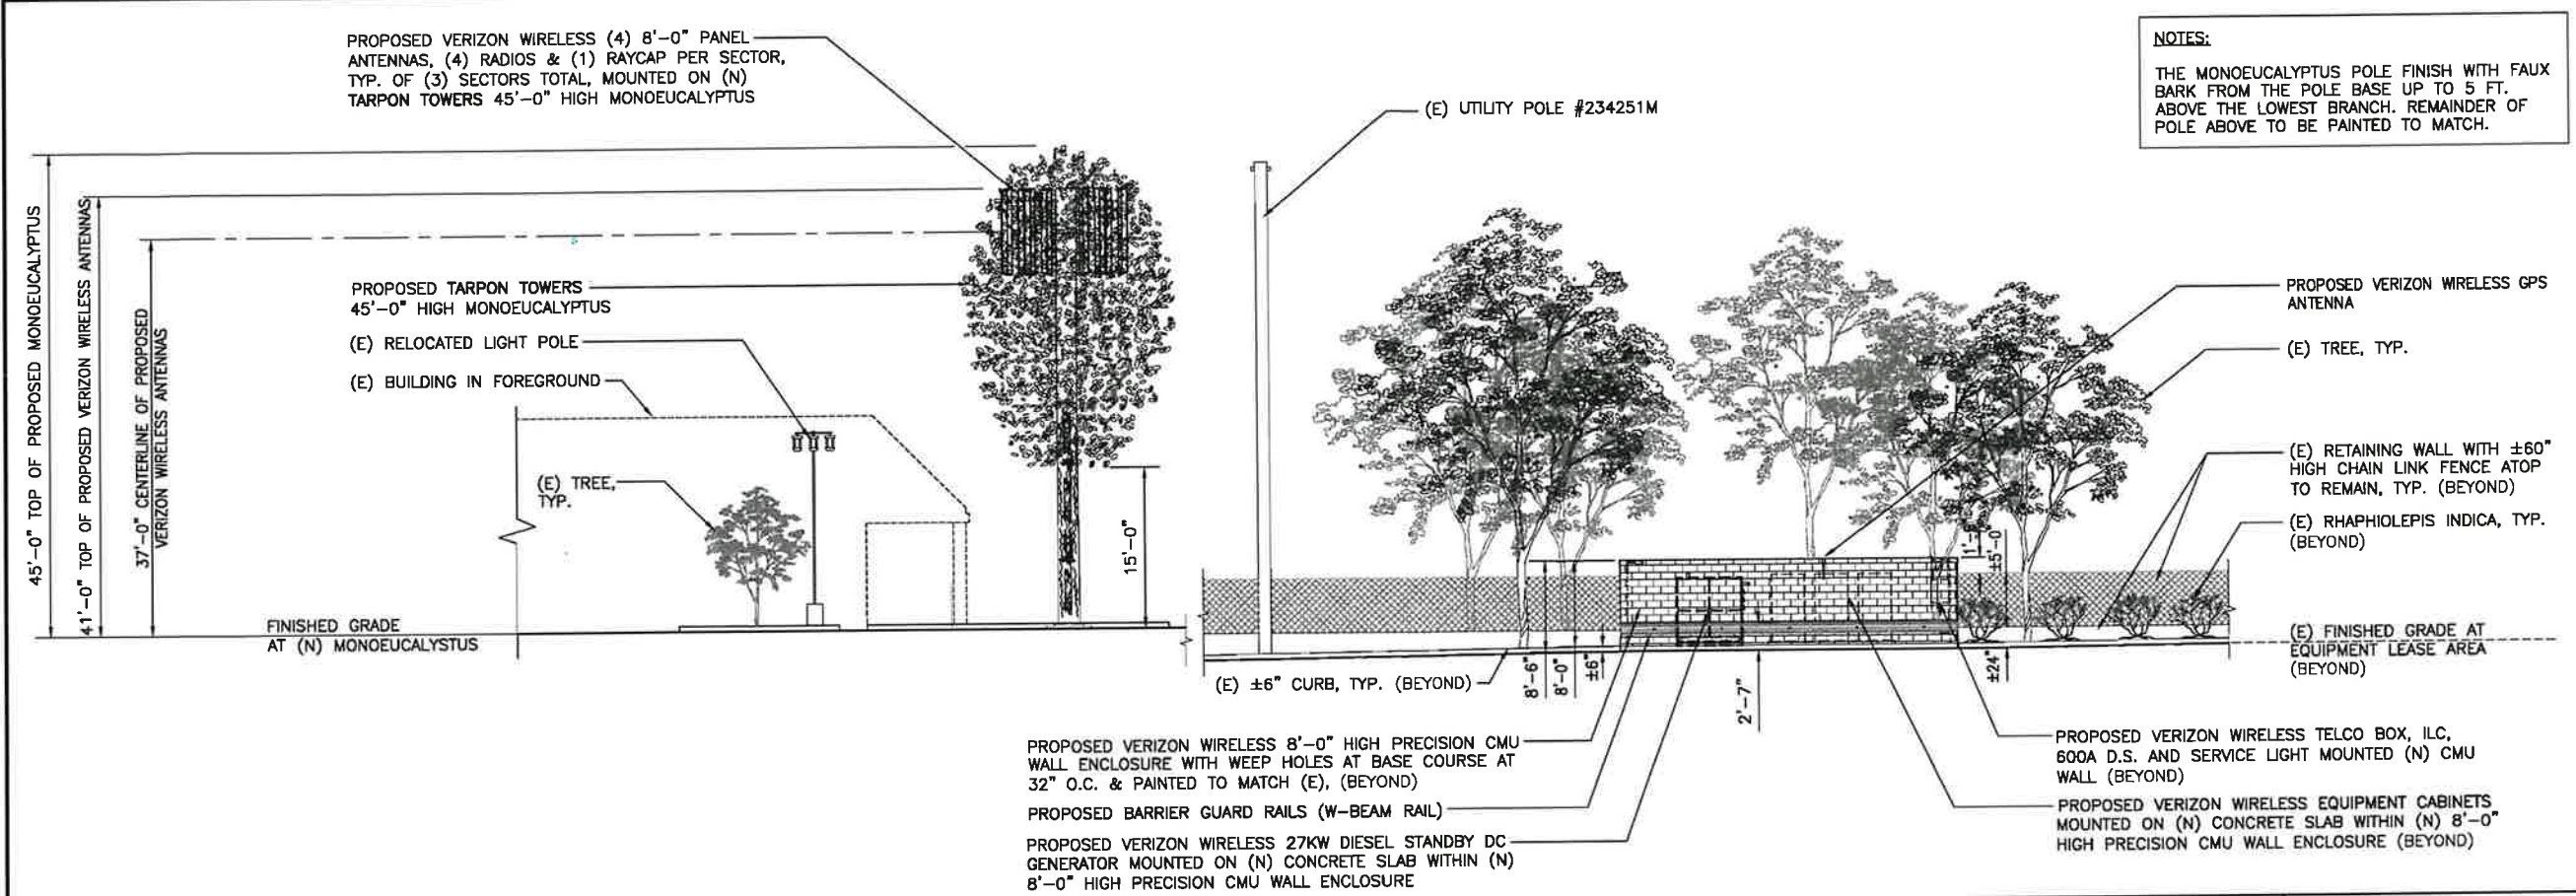 PROPOSED VERIZON WIRELESS (4) 8'-0" PANEL
ANTENNAS, (4) RADIOS & (1) RAYCAP PER SECTOR,
TYP. OF (3) SECTORS TOTAL, MOUNTED ON (N)
TARPON TOWERS 45'-0" HIGH MONOEUCALYPTUS
NOTES:
THE MONOEUCALYPTUS POLE FINISH WITH FAUX
BARK FROM THE POLE BASE UP TO 5 FT.
ABOVE THE LOWEST BRANCH. REMAINDER OF
POLE ABOVE TO BE PAINTED TO MATCH.
(E) UTILITY POLE #234251M
45'-0" TOP OF PROPOSED MONOEUCALYPTUS
41'-0" TOP OF PROPOSED VERIZON WIRELESS ANTENNAS
37'-0" CENTERLINE OF PROPOSED
VERIZON WIRELESS ANTENNAS
PROPOSED TARPON TOWERS
45'-0" HIGH MONOEUCALYPTUS
(E) RELOCATED LIGHT POLE
(E) BUILDING IN FOREGROUND
(E) TREE,
TYP.
15'-0"
FINISHED GRADE
AT (N) MONOEUCALYSTUS
PROPOSED VERIZON WIRELESS GPS
ANTENNA
(E) TREE, TYP.
(E) RETAINING WALL WITH ±60"
HIGH CHAIN LINK FENCE ATOP
TO REMAIN, TYP. (BEYOND)
(E) RHAPHIOLEPIS INDICA, TYP.
(BEYOND)
±5'-0"
(E) FINISHED GRADE AT
EQUIPMENT LEASE AREA
(BEYOND)
±24"
(E) ±6" CURB, TYP. (BEYOND)
8'-6"
8'-0"
±6"
2'-7"
PROPOSED VERIZON WIRELESS 8'-0" HIGH PRECISION CMU
WALL ENCLOSURE WITH WEEP HOLES AT BASE COURSE AT
32" O.C. & PAINTED TO MATCH (E), (BEYOND)
PROPOSED BARRIER GUARD RAILS (W-BEAM RAIL)
PROPOSED VERIZON WIRELESS 27KW DIESEL STANDBY DC
GENERATOR MOUNTED ON (N) CONCRETE SLAB WITHIN (N)
8'-0" HIGH PRECISION CMU WALL ENCLOSURE
PROPOSED VERIZON WIRELESS TELCO BOX, ILC,
600A D.S. AND SERVICE LIGHT MOUNTED (N) CMU
WALL (BEYOND)
PROPOSED VERIZON WIRELESS EQUIPMENT CABINETS
MOUNTED ON (N) CONCRETE SLAB WITHIN (N) 8'-0"
HIGH PRECISION CMU WALL ENCLOSURE (BEYOND)